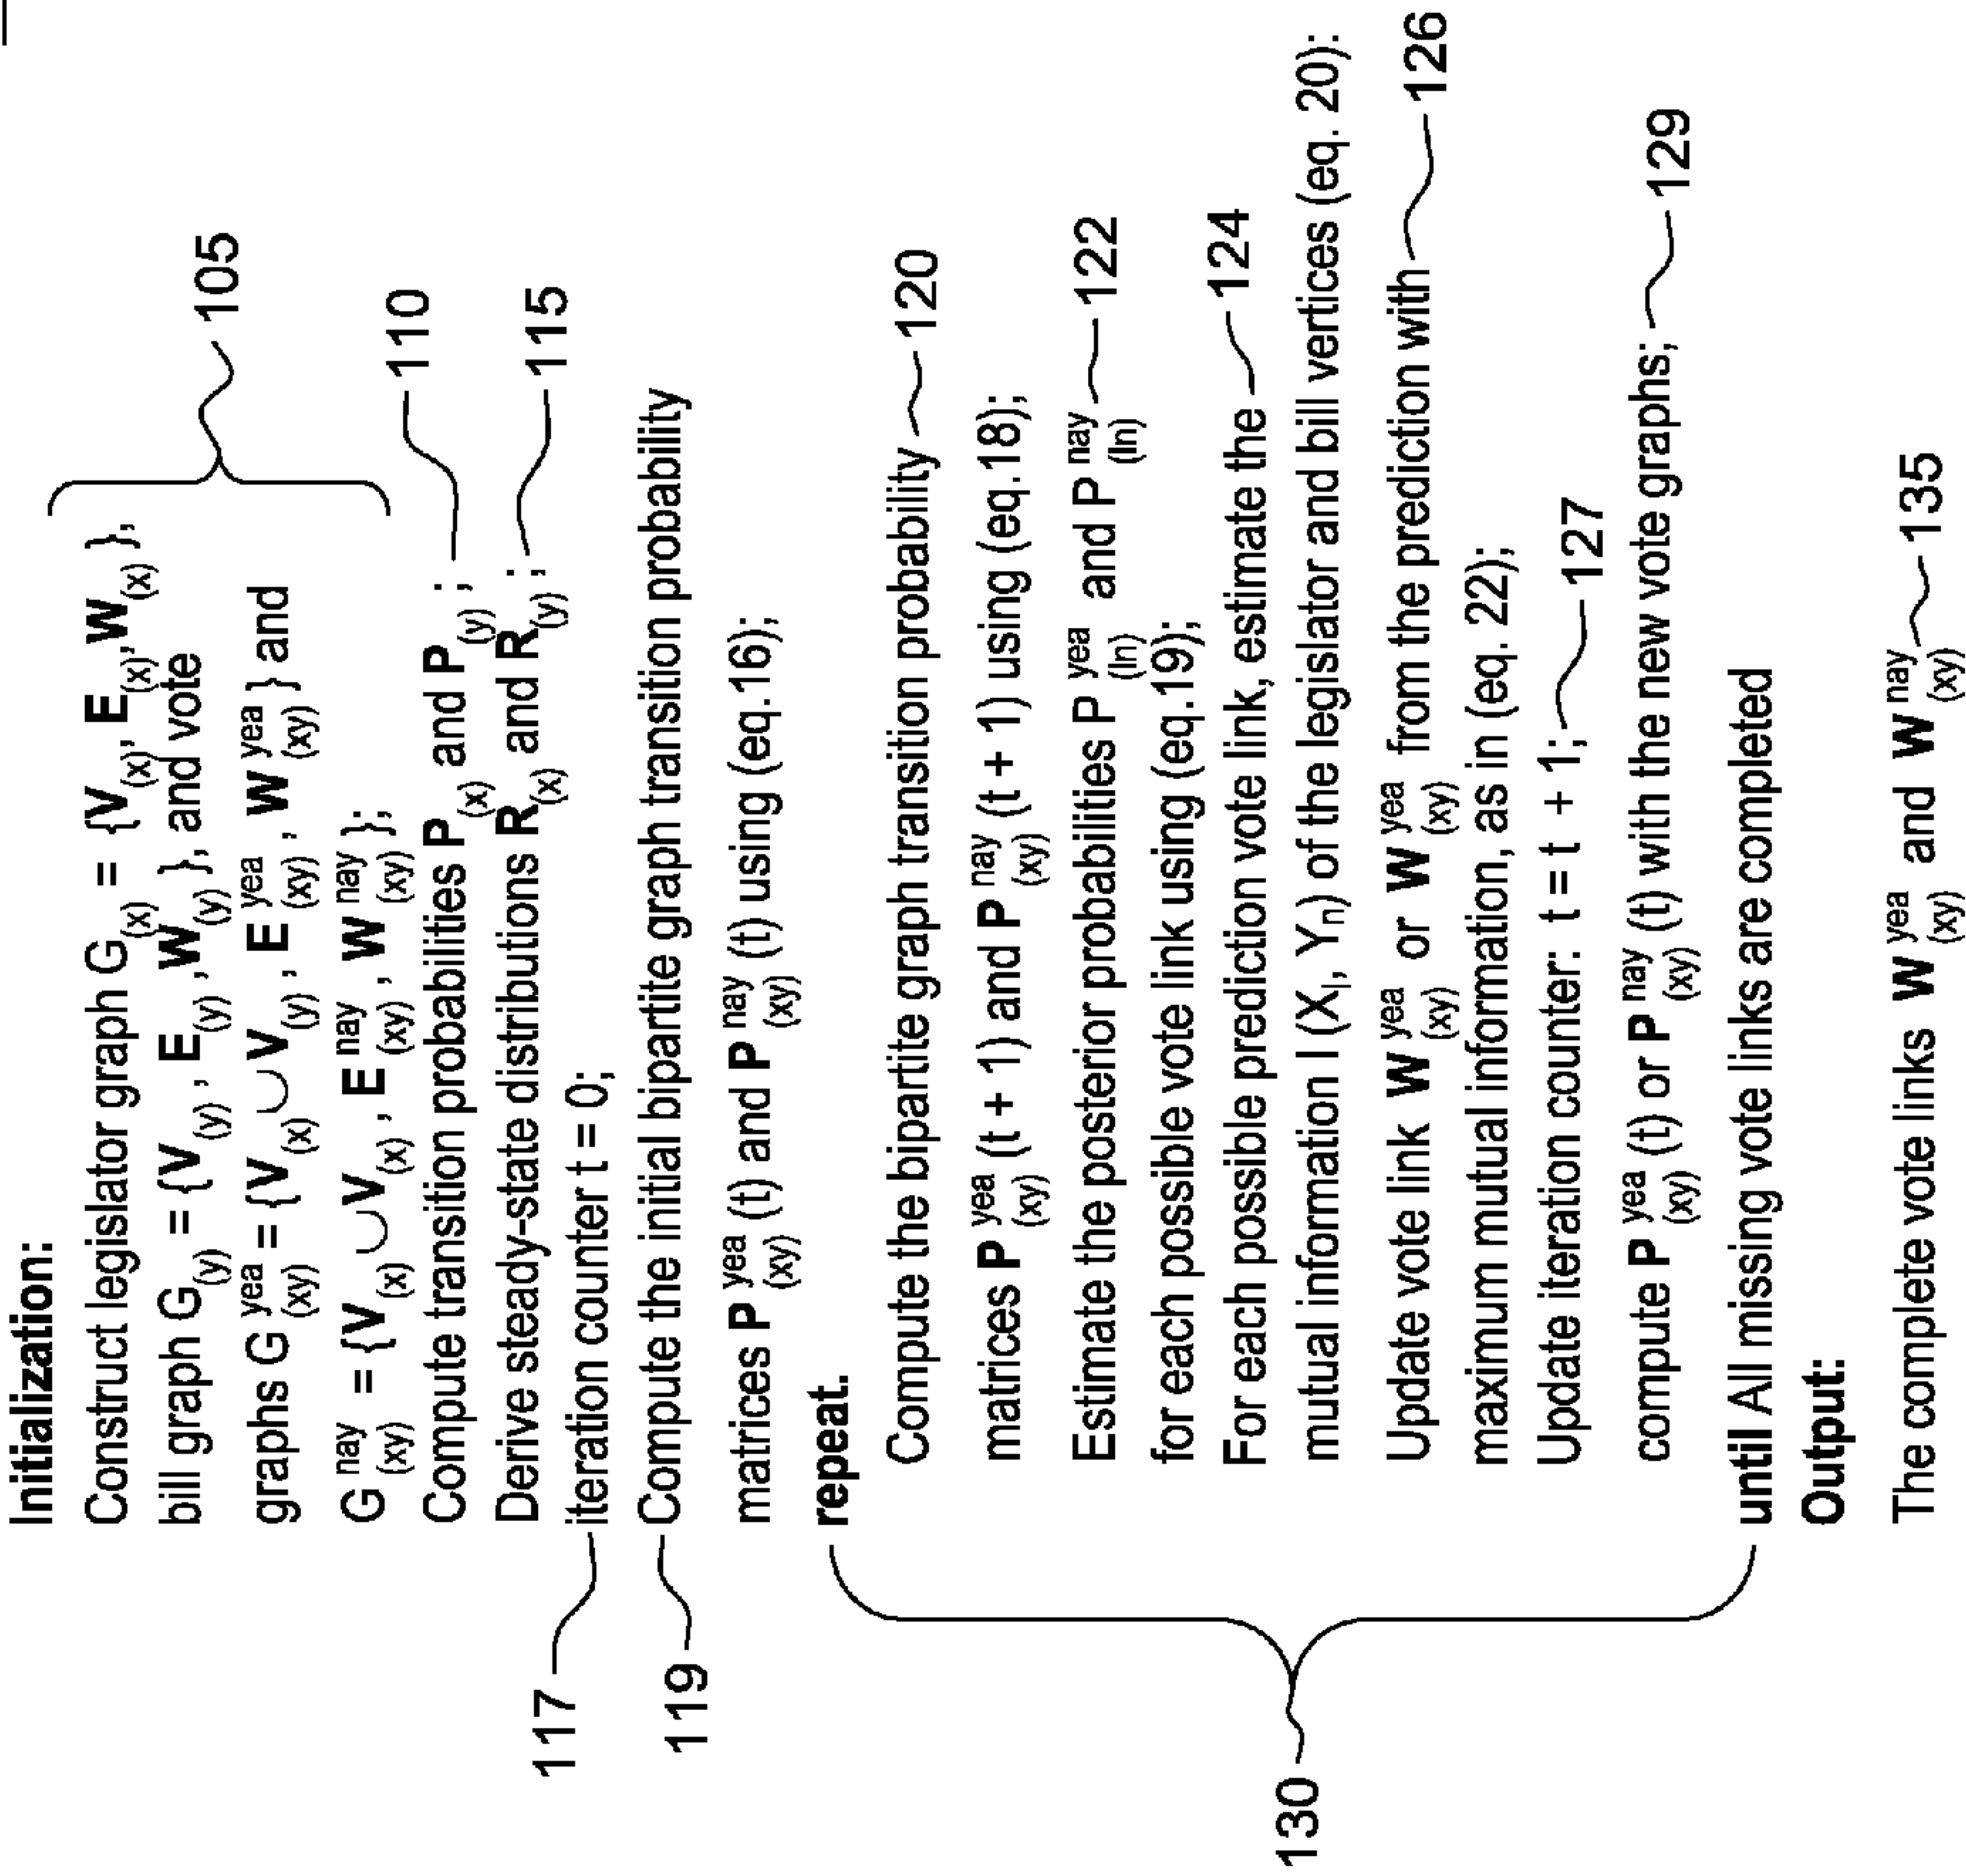 Initialization:
Construct legislator graph G(x) = {V(x), E(x), W(x) },
bill graph G(y) = {V(y) , E(y) , W(y) }, and vote
graphs G yea (xy) = {V(x) ∪ V(y) , E yea (xy) , W yea (xy) } and
G nay (xy) = {V(x) ∪ V(x) , E nay (xy) , W nay (xy) }; 105
Compute transition probabilities P(x) and P(y) ; 110
Derive steady-state distributions R(x) and R(y) ; 115
117 iteration counter t = 0;
119 Compute the initial bipartite graph transition probability
matrices P yea (xy) (t) and P nay (xy) (t) using (eq.16);
130 repeat.
Compute the bipartite graph transition probability 120
matrices P yea (xy) (t + 1) and P nay (xy) (t + 1) using (eq.18);
Estimate the posterior probabilities P yea (ln) and P nay (ln) 122
for each possible vote link using (eq.19);
For each possible prediction vote link, estimate the 124
mutual information I (Xl, Yn) of the legislator and bill vertices (eq. 20):
Update vote link W yea (xy) or W yea (xy) from the prediction with 126
maximum mutual information, as in (eq. 22);
Update iteration counter: t = t + 1; 127
compute P yea (xy) (t) or P nay (xy) (t) with the new vote graphs; 129
until All missing vote links are completed
Output:
The complete vote links W yea (xy) and W nay (xy) 135